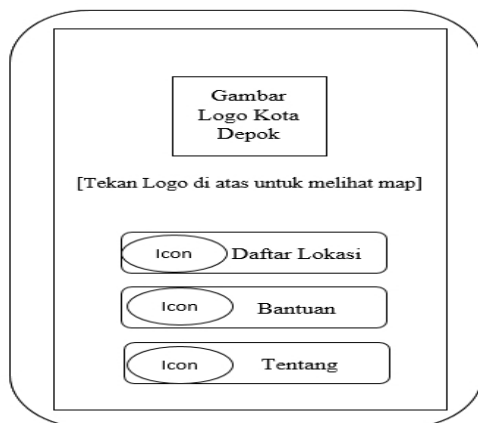 Gambar
Logo Kota
Depok
[Tekan Logo di atas untuk melihat map]
Icon Daftar Lokasi
Icon Bantuan
Icon Tentang